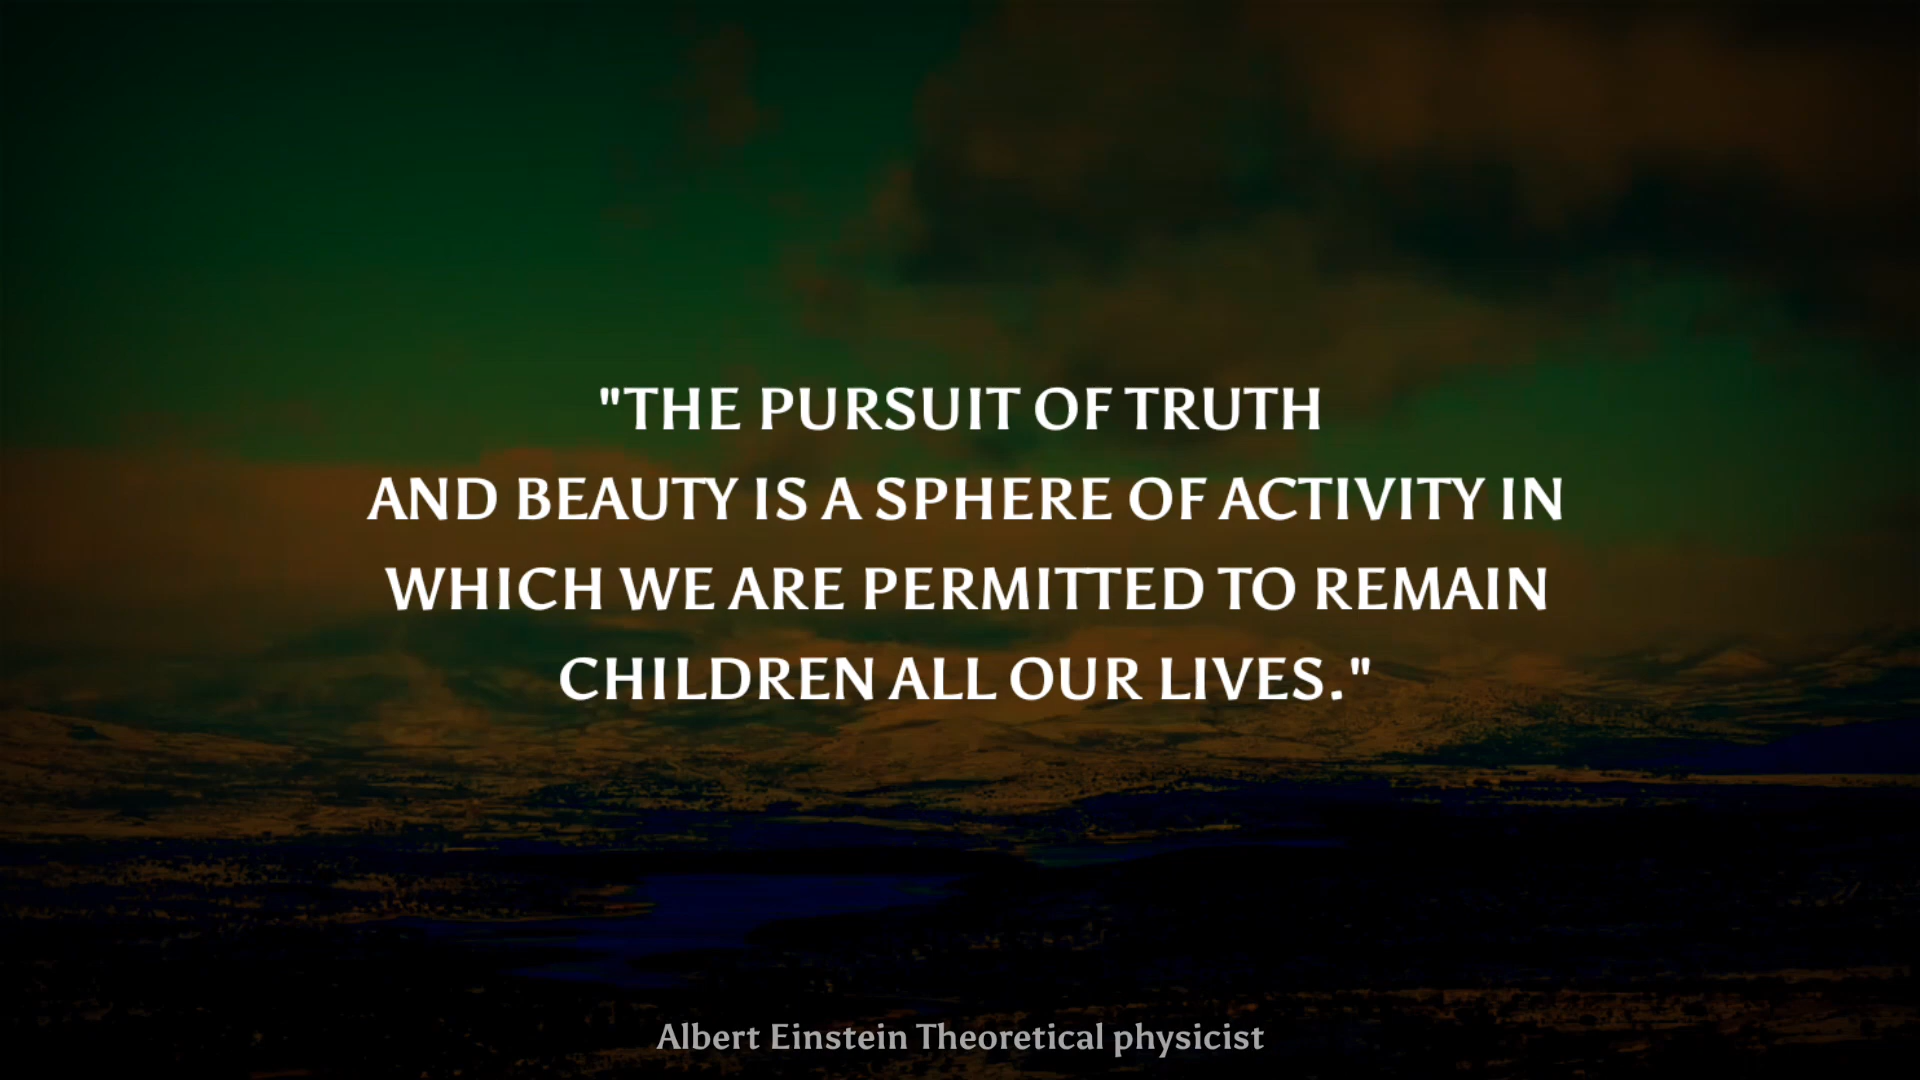 "THE PURSUIT OF TRUTH
AND BEAUTY IS A SPHERE OF ACTIVITY IN
WHICH WE ARE PERMITTED TO REMAIN
CHILDREN ALL OUR LIVES."
Albert Einstein Theoretical physicist